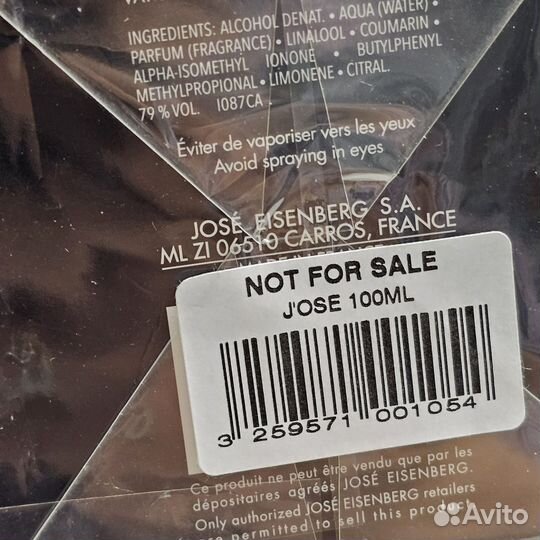 INGREDIENTS: ALCOHOL DENAT. • AQUA (WATER) •
PARFUM (FRAGRANCE) • LINALOOL • COUMARIN •
ALPHA-ISOMETHYL IONONE • BUTYLPHENYL
METHYLPROPIONAL • LIMONENE • CITRAL.
79 % VOL. I087CA
Éviter de vaporiser vers les yeux
Avoid spraying in eyes
JOSÉ EISENBERG S.A.
ML ZI 06510 CARROS, FRANCE
NOT FOR SALE
J'OSE 100ML
3 259571 001054
Ce produit ne peut être vendu que par les
dépositaires agréés JOSÉ EISENBERG.
Only authorized JOSÉ EISENBERG retailers
are permitted to sell this product
Avito